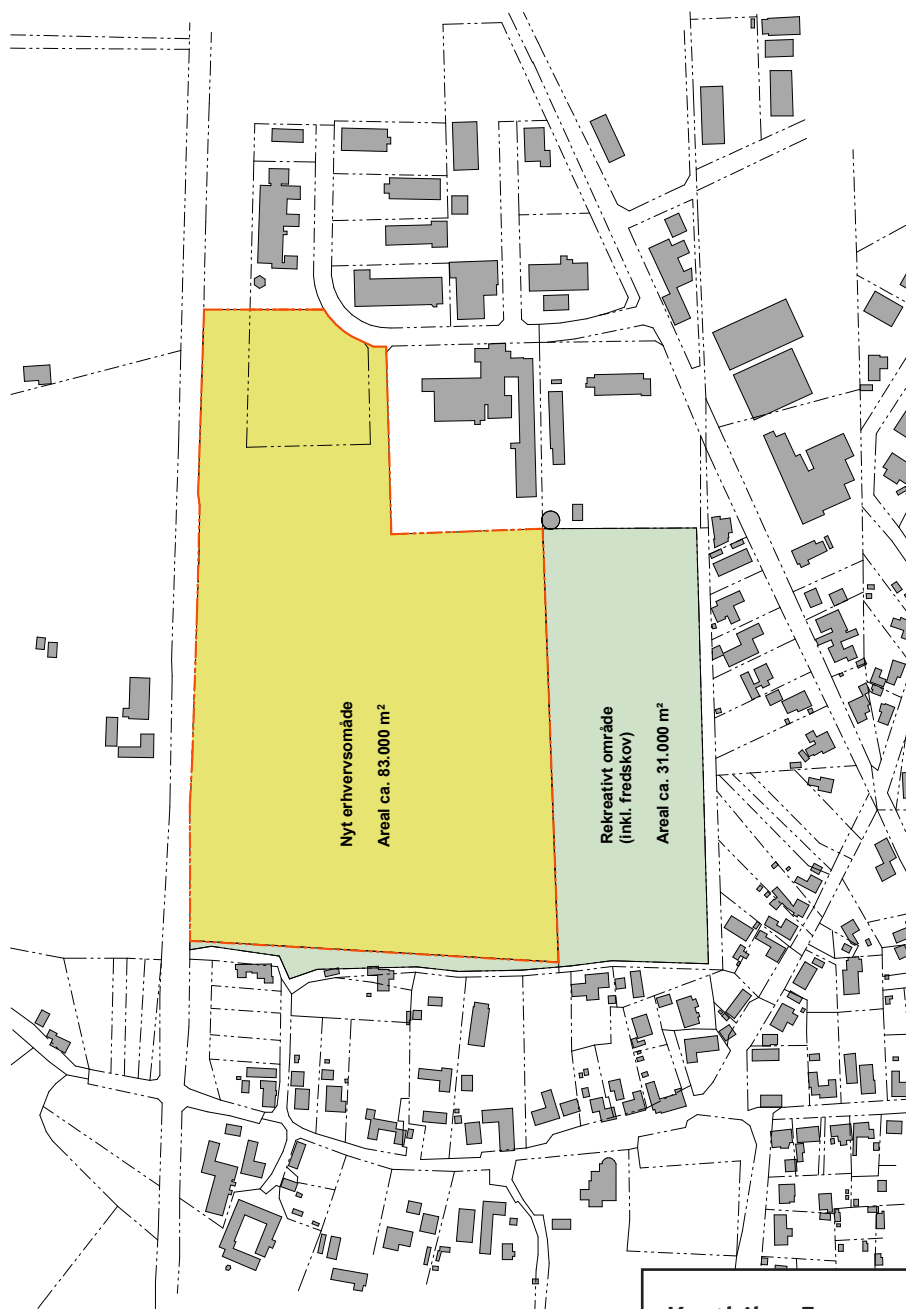 Nyt erhvervsområde
Areal ca. 83.000 m²
Rekreativt område
(inkl. fredskov)
Areal ca. 31.000 m²